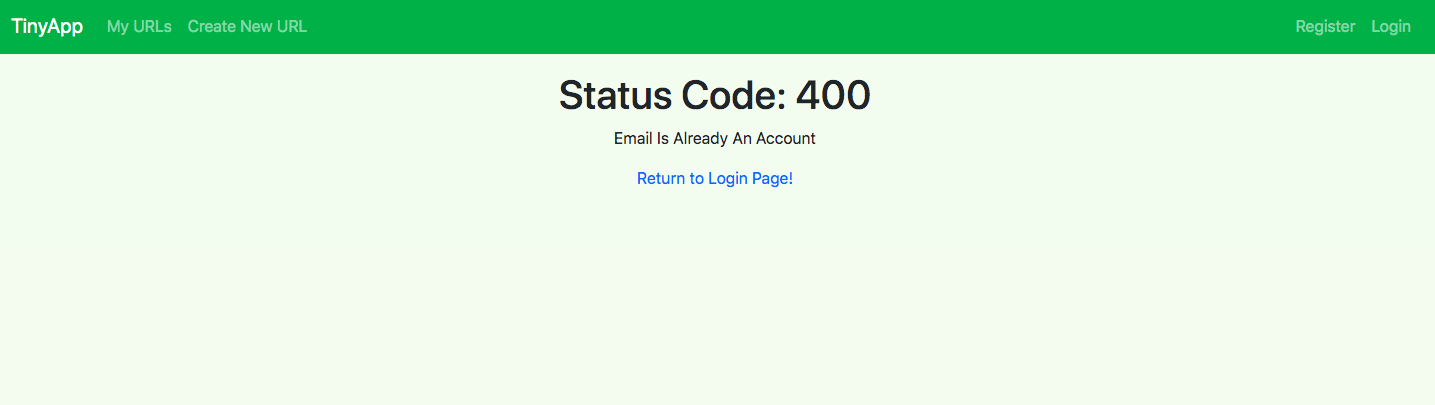 TinyApp My URLs Create New URL Register Login
Status Code: 400
Email Is Already An Account
Return to Login Page!